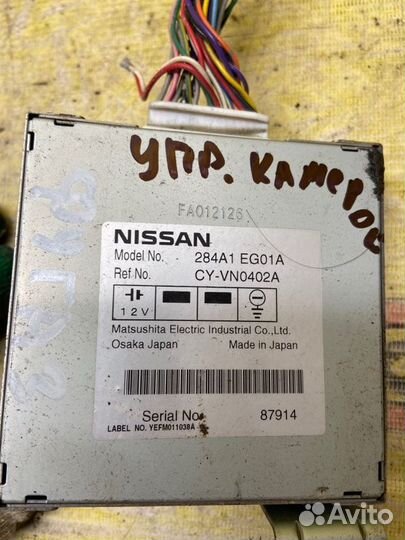 УПР. КАМЕРОЙ
FA012126
NISSAN
Model No. 284A1 EG01A
Ref No. CY-VN0402A
12V
Matsushita Electric Industrial Co.,Ltd.
Osaka Japan Made in Japan
Serial No. 87914
LABEL NO. YEFM011038A
Avito